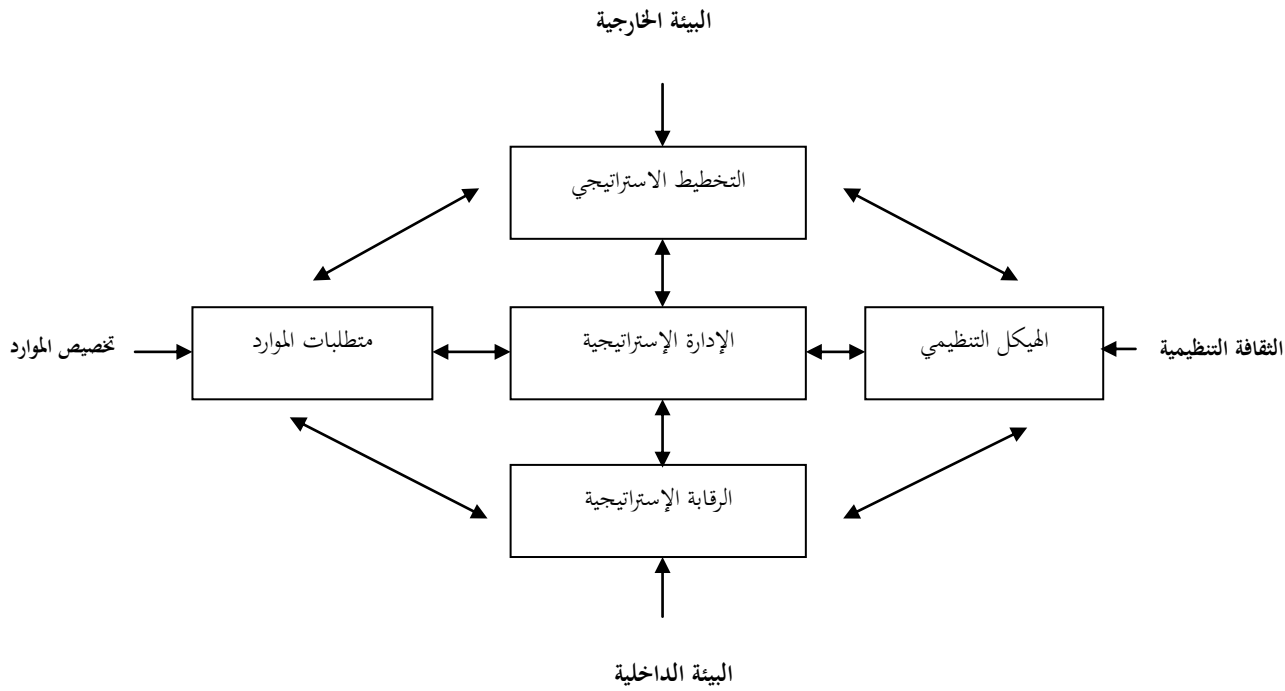 البيئة الخارجية
التخطيط الاستراتيجي
الثقافة التنظيمية
الهيكل التنظيمي
الإدارة الإستراتيجية
متطلبات الموارد
تخصيص الموارد
الرقابة الإستراتيجية
البيئة الداخلية